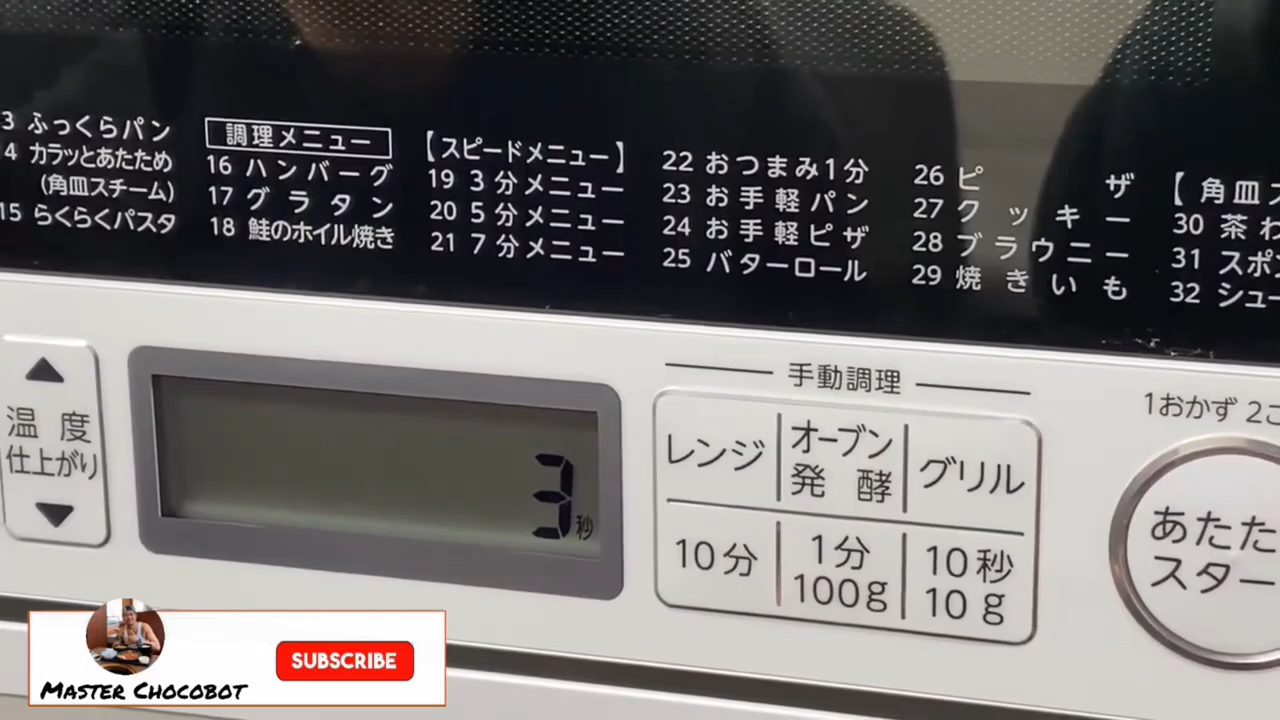 3 ふっくらパン
4 カラッとあたため
(角皿スチーム)
15 らくらくパスタ
調理メニュー
16 ハンバーグ
17 グラタン
18 鮭のホイル焼き
【スピードメニュー】
19 3分メニュー
20 5分メニュー
21 7分メニュー
22 おつまみ1分
23 お手軽パン
24 お手軽ピザ
25 バターロール
26 ピザ
27 クッキー
28 ブラウニー
29 焼きいも
【角皿ス
30 茶わ
31 スポン
32 シュー
温度
仕上がり
3秒
手動調理
レンジ
オーブン
発酵
グリル
10分
1分
100g
10秒
10g
1おかず 2こ
あたた
スター
MASTER CHOCOBOT
SUBSCRIBE